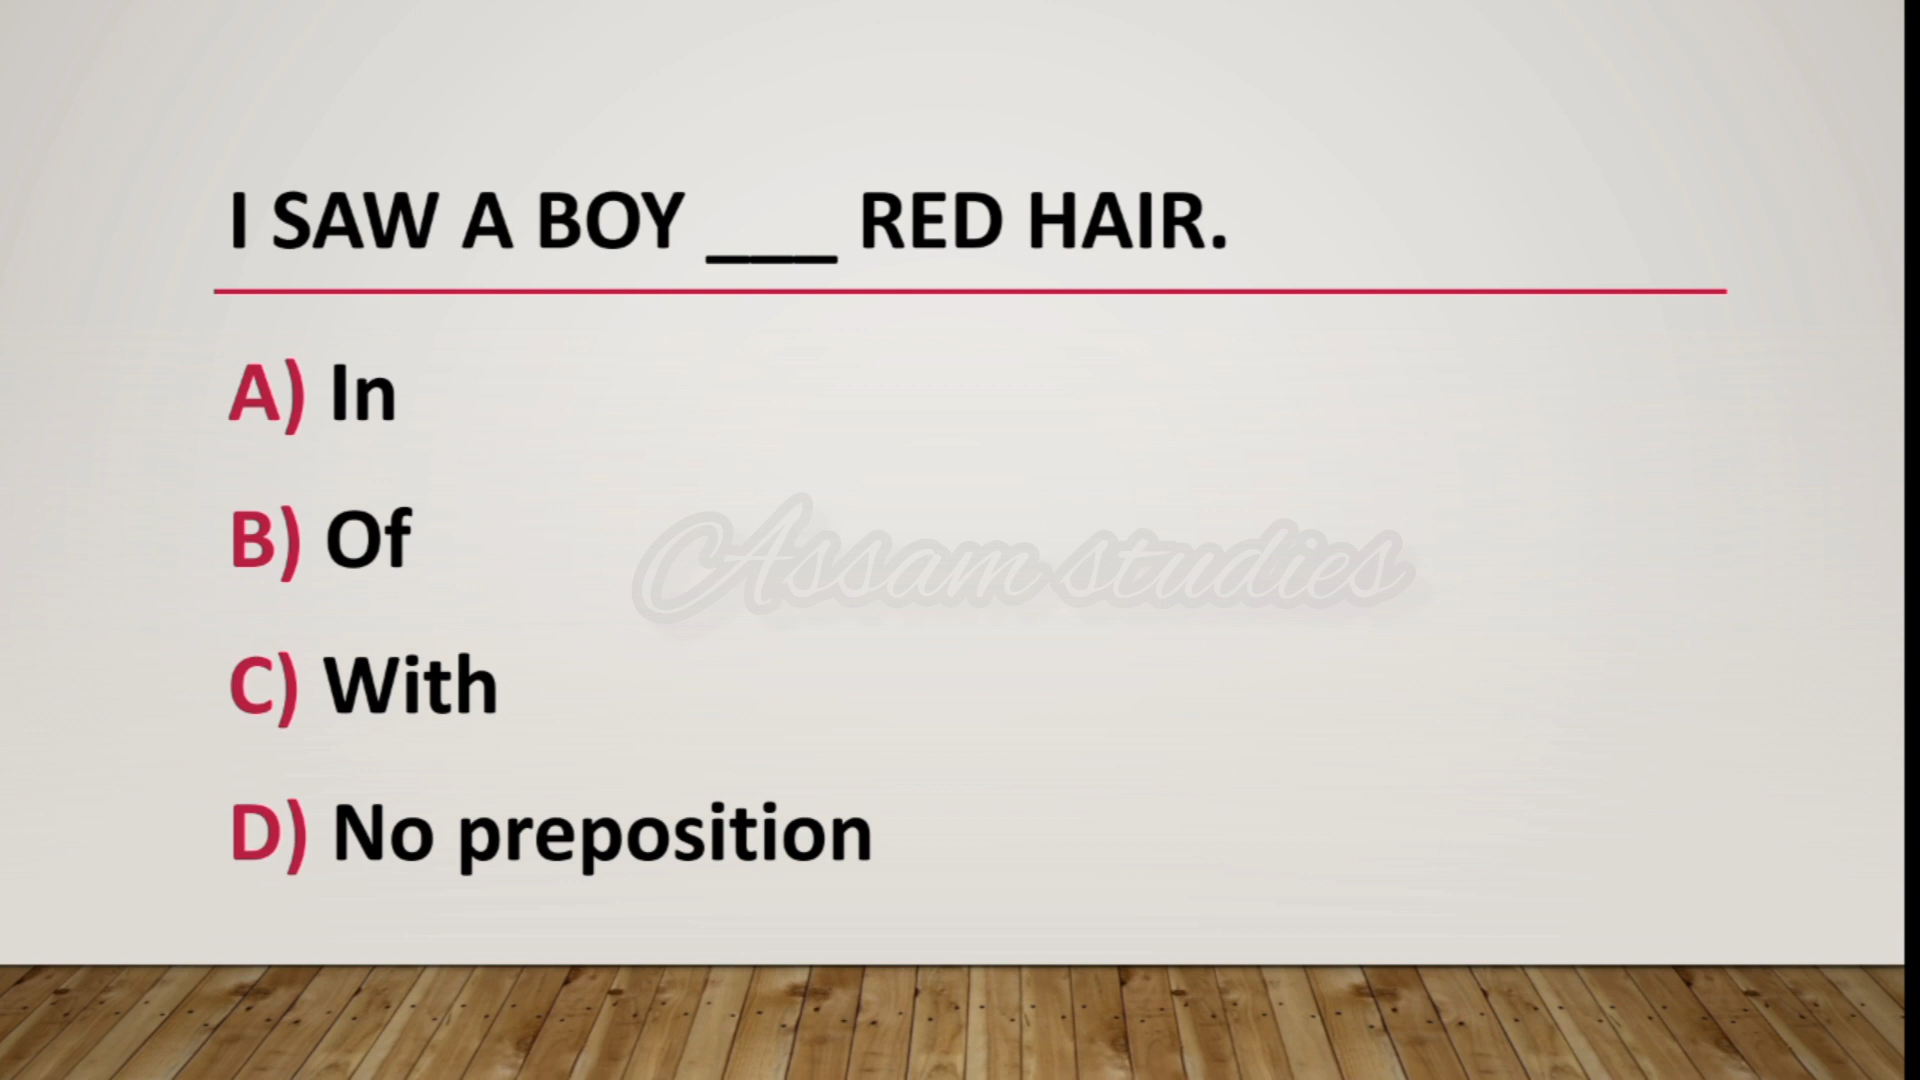 I SAW A BOY ___ RED HAIR.
A) In
B) Of
Assam studies
C) With
D) No preposition